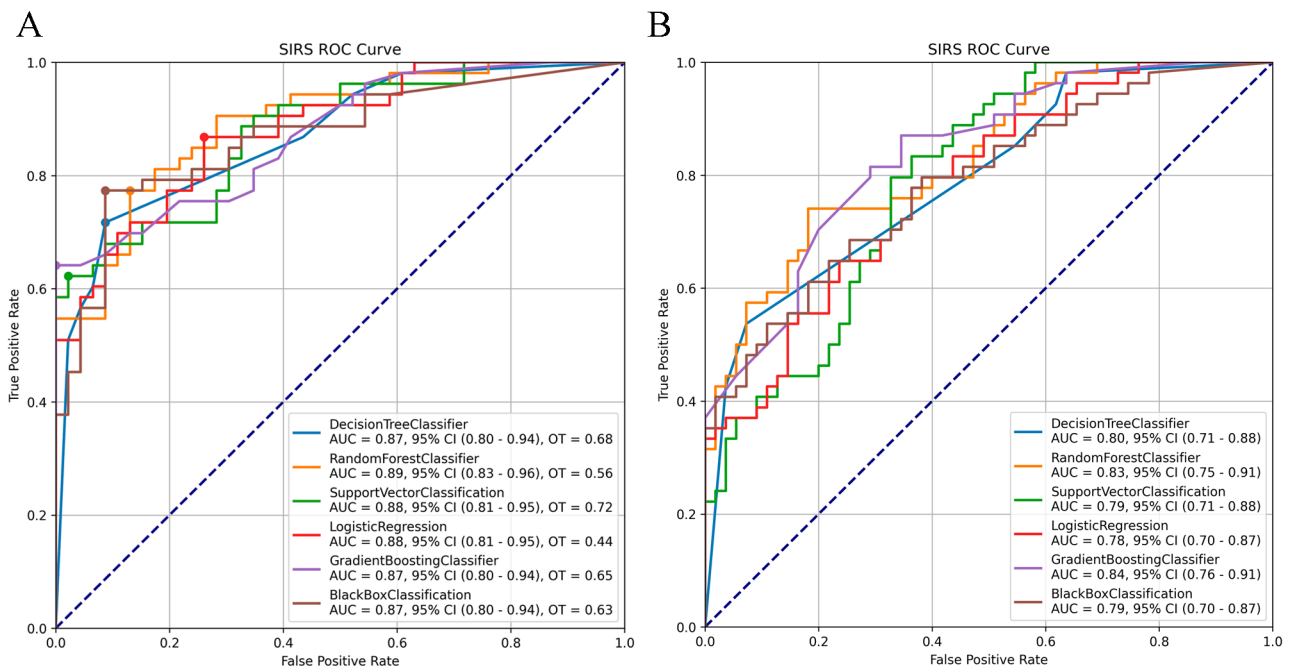 A
SIRS ROC Curve
1.0
0.8
0.6
0.4
0.2
0.0
True Positive Rate
DecisionTreeClassifier
AUC = 0.87, 95% CI (0.80 - 0.94), OT = 0.68
RandomForestClassifier
AUC = 0.89, 95% CI (0.83 - 0.96), OT = 0.56
SupportVectorClassification
AUC = 0.88, 95% CI (0.81 - 0.95), OT = 0.72
LogisticRegression
AUC = 0.88, 95% CI (0.81 - 0.95), OT = 0.44
GradientBoostingClassifier
AUC = 0.87, 95% CI (0.80 - 0.94), OT = 0.65
BlackBoxClassification
AUC = 0.87, 95% CI (0.80 - 0.94), OT = 0.63
0.0 0.2 0.4 0.6 0.8 1.0
False Positive Rate
B
SIRS ROC Curve
1.0
0.8
0.6
0.4
0.2
0.0
True Positive Rate
DecisionTreeClassifier
AUC = 0.80, 95% CI (0.71 - 0.88)
RandomForestClassifier
AUC = 0.83, 95% CI (0.75 - 0.91)
SupportVectorClassification
AUC = 0.79, 95% CI (0.71 - 0.88)
LogisticRegression
AUC = 0.78, 95% CI (0.70 - 0.87)
GradientBoostingClassifier
AUC = 0.84, 95% CI (0.76 - 0.91)
BlackBoxClassification
AUC = 0.79, 95% CI (0.70 - 0.87)
0.0 0.2 0.4 0.6 0.8 1.0
False Positive Rate